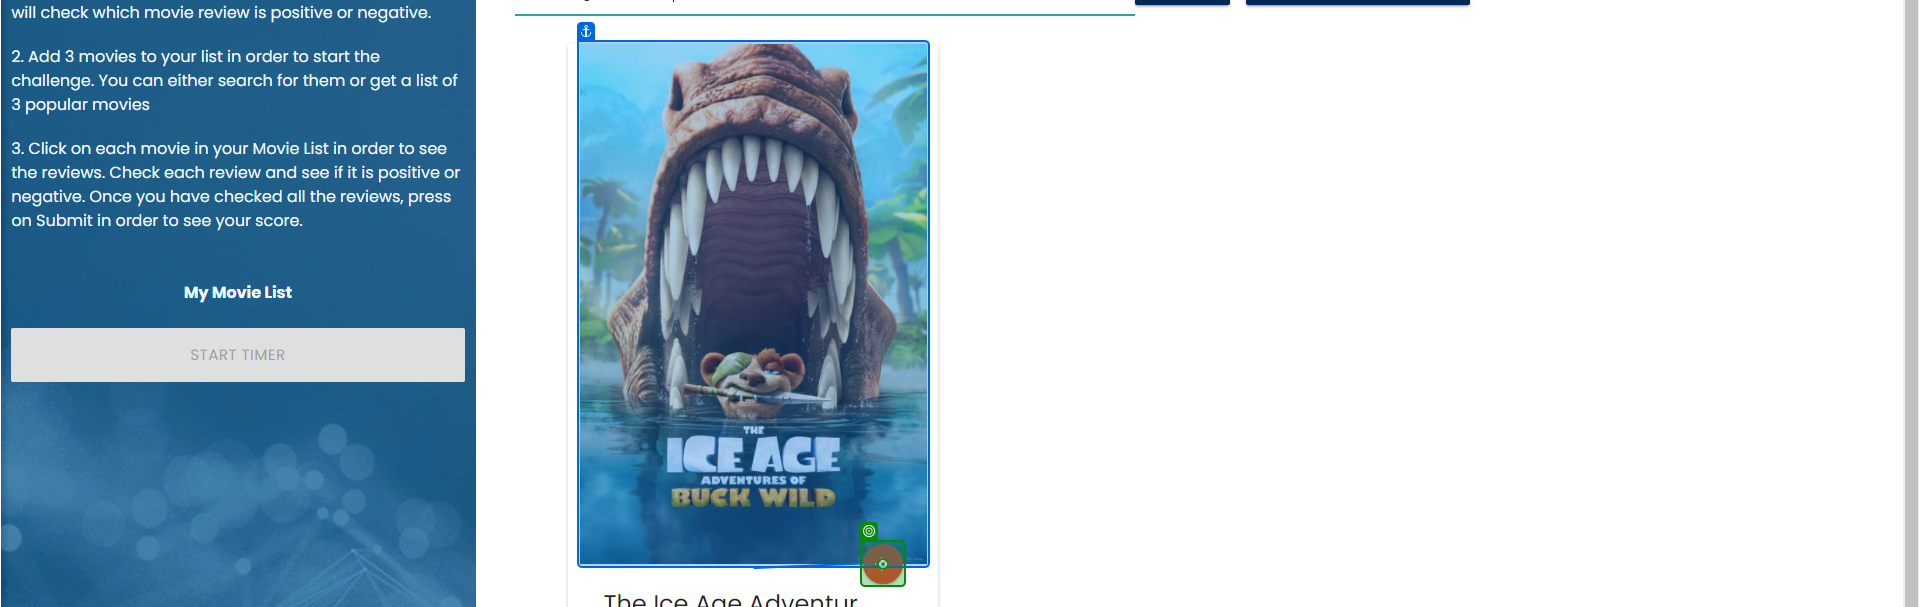 will check which movie review is positive or negative.
2. Add 3 movies to your list in order to start the
challenge. You can either search for them or get a list of
3 popular movies
3. Click on each movie in your Movie List in order to see
the reviews. Check each review and see if it is positive or
negative. Once you have checked all the reviews, press
on Submit in order to see your score.
My Movie List
START TIMER
THE
ICE AGE
ADVENTURES OF
BUCK WILD
The Ice Age Adventur